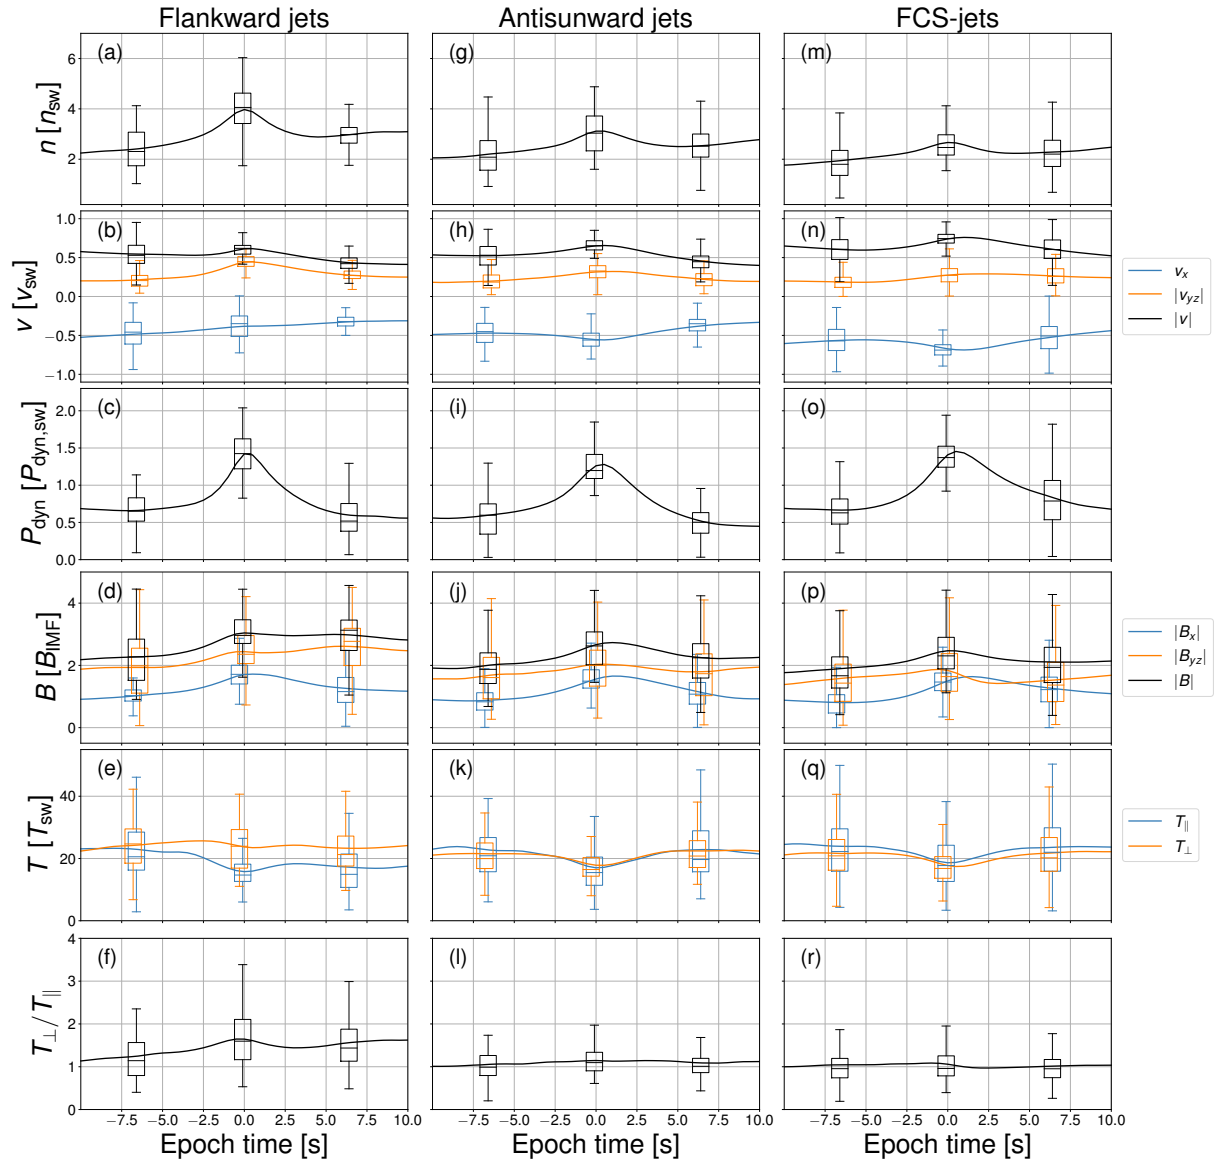 Flankward jets Antisunward jets FCS-jets
(a) (g) (m)
n [n_sw]
6
4
2
(b) (h) (n)
v [v_sw]
1.0
0.5
0.0
−0.5
−1.0
v_x
|v_yz|
|v|
(c) (i) (o)
P_dyn [P_dyn,sw]
2.0
1.5
1.0
0.5
0.0
(d) (j) (p)
B [B_IMF]
4
2
0
|B_x|
|B_yz|
|B|
(e) (k) (q)
T [T_sw]
40
20
0
T_∥
T_⊥
(f) (l) (r)
T_⊥/T_∥
4
3
2
1
0
−7.5 −5.0 −2.5 0.0 2.5 5.0 7.5 10.0 −7.5 −5.0 −2.5 0.0 2.5 5.0 7.5 10.0 −7.5 −5.0 −2.5 0.0 2.5 5.0 7.5 10.0
Epoch time [s] Epoch time [s] Epoch time [s]